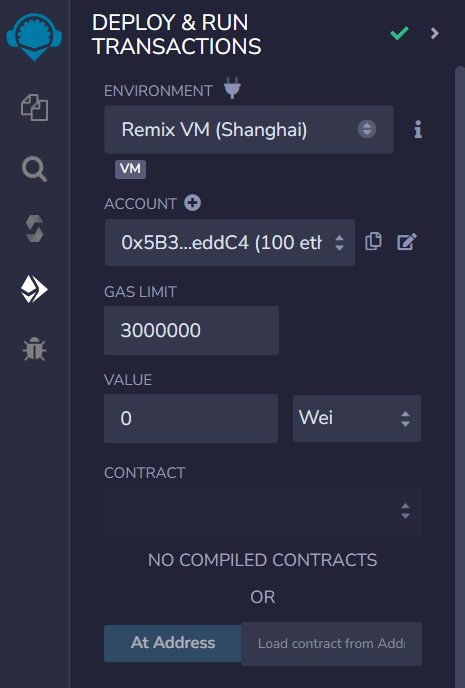 DEPLOY & RUN
TRANSACTIONS
ENVIRONMENT
Remix VM (Shanghai)
VM
ACCOUNT
0x5B3...eddC4 (100 eth
GAS LIMIT
3000000
VALUE
0 Wei
CONTRACT
NO COMPILED CONTRACTS
OR
At Address Load contract from Addr